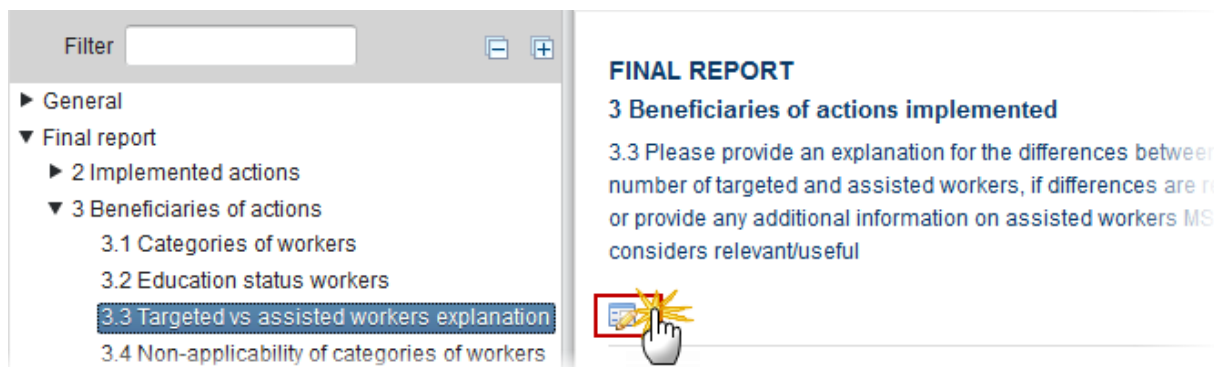 Filter
General
Final report
2 Implemented actions
3 Beneficiaries of actions
3.1 Categories of workers
3.2 Education status workers
3.3 Targeted vs assisted workers explanation
3.4 Non-applicability of categories of workers
FINAL REPORT
3 Beneficiaries of actions implemented
3.3 Please provide an explanation for the differences between
number of targeted and assisted workers, if differences are
or provide any additional information on assisted workers MS
considers relevant/useful